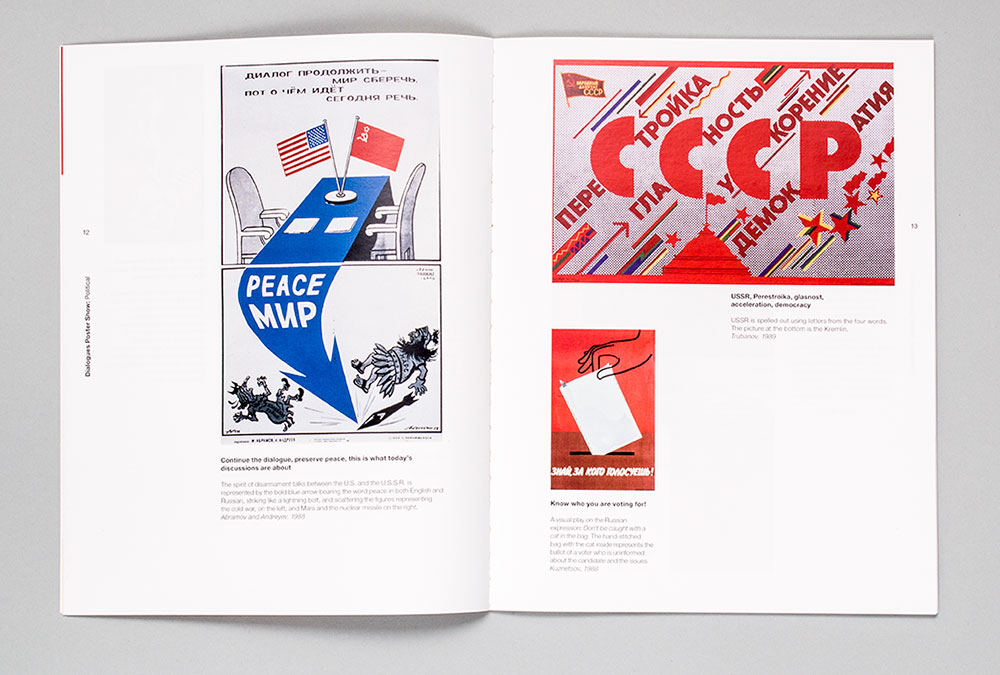 ДИАЛОГ ПРОДОЛЖИТЬ–
МИР СБЕРЕЧЬ,
ПОТ О ЧЁМ ИДЁТ
СЕГОДНЯ РЕЧЬ.
PEACE
МИР
12
Dialogues Poster Show: Political
Continue the dialogue, preserve peace, this is what today's
discussions are about
The spirit of disarmament talks between the U.S. and the U.S.S.R. is
represented by the bold blue arrow bearing the word peace in both English and
Russian, striking like a lightning bolt, and scattering the figures representing
the cold war, on the left, and Mars and the nuclear missile on the right.
Abramov and Andreyev, 1988
СССР
ПЕРЕ
ТРОЙКА
ГЛА
НОСТЬ
У
КОРЕНИЕ
ДЕМОК
АТИЯ
СССР
13
USSR, Perestroika, glasnost,
acceleration, democracy
USSR is spelled out using letters from the four words.
The picture at the bottom is the Kremlin.
Trubanov, 1989
ЗНАЙ, ЗА КОГО ГОЛОСУЕШЬ!
Know who you are voting for!
A visual play on the Russian
expression: Don't be caught with a
cat in the bag. The hand-stitched
bag with the cat inside represents the
ballot of a voter who is uninformed
about the candidate and the issues.
Kuznetsov, 1988